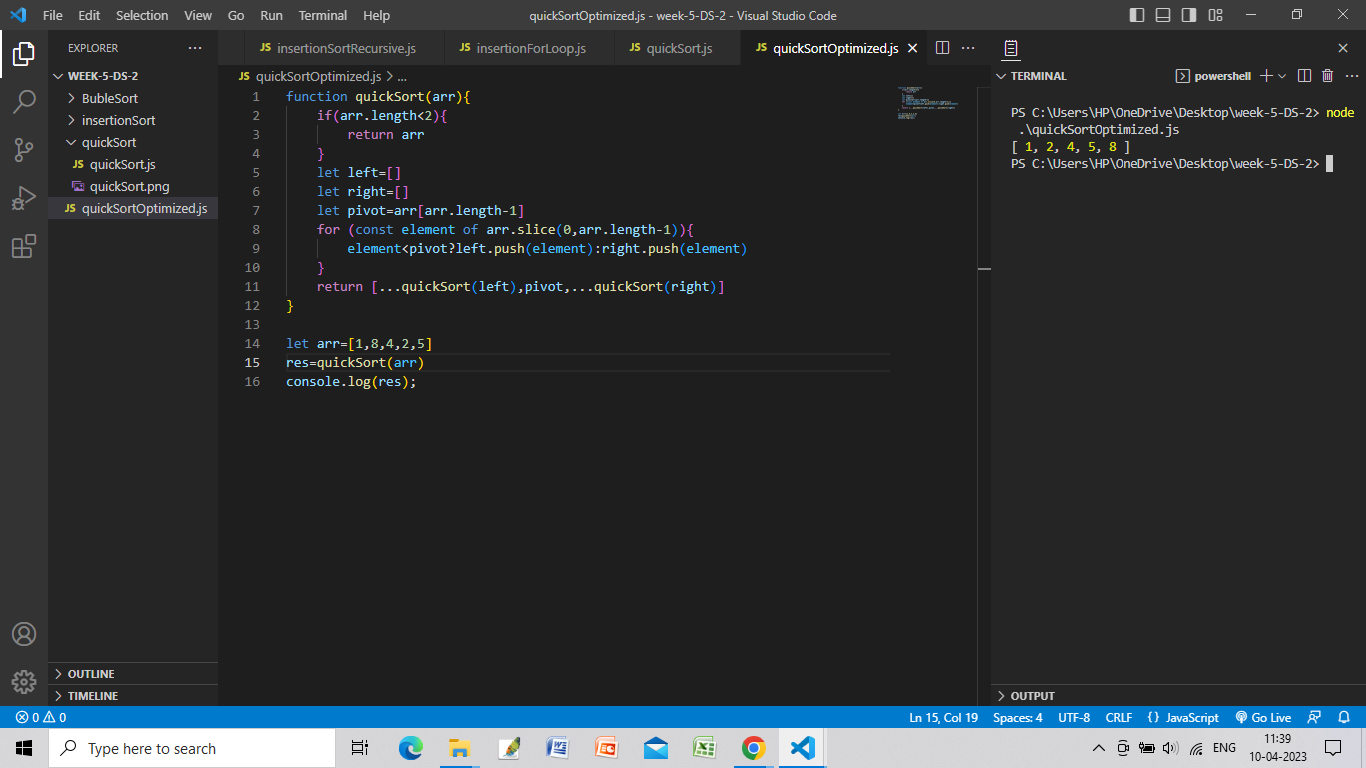 File Edit Selection View Go Run Terminal Help
quickSortOptimized.js - week-5-DS-2 - Visual Studio Code
EXPLORER
WEEK-5-DS-2
BubleSort
insertionSort
quickSort
JS quickSort.js
quickSort.png
JS quickSortOptimized.js
OUTLINE
TIMELINE
JS insertionSortRecursive.js JS insertionForLoop.js JS quickSort.js JS quickSortOptimized.js
JS quickSortOptimized.js > ...
1 function quickSort(arr){
2 if(arr.length<2){
3 return arr
4 }
5 let left=[]
6 let right=[]
7 let pivot=arr[arr.length-1]
8 for (const element of arr.slice(0,arr.length-1)){
9 element<pivot?left.push(element):right.push(element)
10 }
11 return [...quickSort(left),pivot,...quickSort(right)]
12 }
13
14 let arr=[1,8,4,2,5]
15 res=quickSort(arr)
16 console.log(res);
TERMINAL powershell
PS C:\Users\HP\OneDrive\Desktop\week-5-DS-2> node
.\quickSortOptimized.js
[ 1, 2, 4, 5, 8 ]
PS C:\Users\HP\OneDrive\Desktop\week-5-DS-2>
OUTPUT
0 0 Ln 15, Col 19 Spaces: 4 UTF-8 CRLF {} JavaScript Go Live
Type here to search
ENG
11:39
10-04-2023